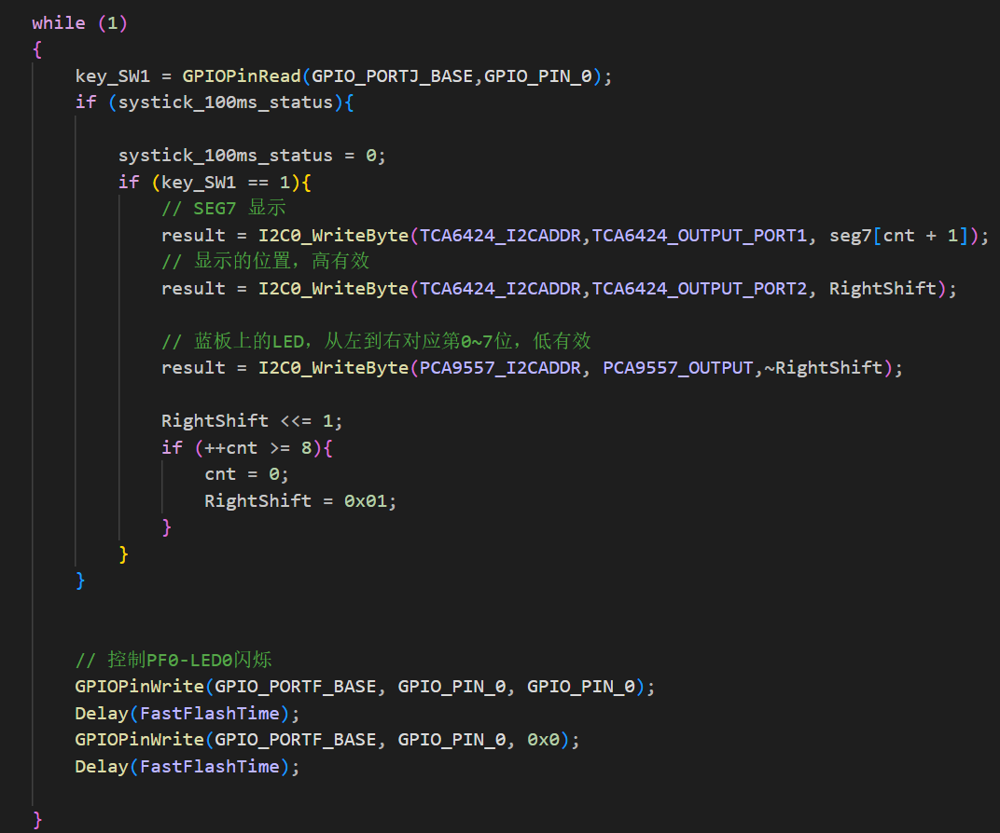 while (1)
{
key_SW1 = GPIOPinRead(GPIO_PORTJ_BASE,GPIO_PIN_0);
if (systick_100ms_status){
systick_100ms_status = 0;
if (key_SW1 == 1){
// SEG7 显示
result = I2C0_WriteByte(TCA6424_I2CADDR,TCA6424_OUTPUT_PORT1, seg7[cnt + 1]);
// 显示的位置，高有效
result = I2C0_WriteByte(TCA6424_I2CADDR,TCA6424_OUTPUT_PORT2, RightShift);
// 蓝板上的LED，从左到右对应第0~7位，低有效
result = I2C0_WriteByte(PCA9557_I2CADDR, PCA9557_OUTPUT,~RightShift);
RightShift <<= 1;
if (++cnt >= 8){
cnt = 0;
RightShift = 0x01;
}
}
}
// 控制PF0-LED0闪烁
GPIOPinWrite(GPIO_PORTF_BASE, GPIO_PIN_0, GPIO_PIN_0);
Delay(FastFlashTime);
GPIOPinWrite(GPIO_PORTF_BASE, GPIO_PIN_0, 0x0);
Delay(FastFlashTime);
}